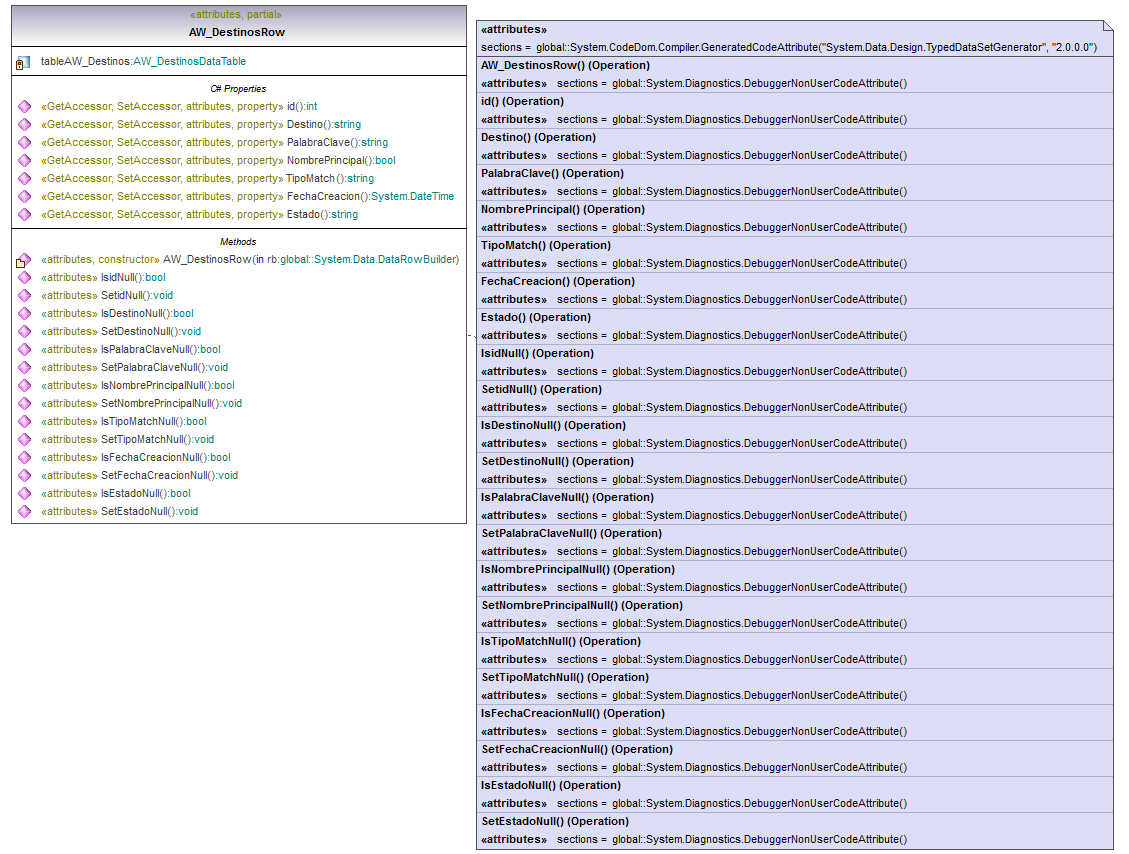 «attributes, partial»
AW_DestinosRow
tableAW_Destinos:AW_DestinosDataTable
C# Properties
«GetAccessor, SetAccessor, attributes, property» id():int
«GetAccessor, SetAccessor, attributes, property» Destino():string
«GetAccessor, SetAccessor, attributes, property» PalabraClave():string
«GetAccessor, SetAccessor, attributes, property» NombrePrincipal():bool
«GetAccessor, SetAccessor, attributes, property» TipoMatch():string
«GetAccessor, SetAccessor, attributes, property» FechaCreacion():System.DateTime
«GetAccessor, SetAccessor, attributes, property» Estado():string
Methods
«attributes, constructor» AW_DestinosRow(in rb:global::System.Data.DataRowBuilder)
«attributes» IsidNull():bool
«attributes» SetidNull():void
«attributes» IsDestinoNull():bool
«attributes» SetDestinoNull():void
«attributes» IsPalabraClaveNull():bool
«attributes» SetPalabraClaveNull():void
«attributes» IsNombrePrincipalNull():bool
«attributes» SetNombrePrincipalNull():void
«attributes» IsTipoMatchNull():bool
«attributes» SetTipoMatchNull():void
«attributes» IsFechaCreacionNull():bool
«attributes» SetFechaCreacionNull():void
«attributes» IsEstadoNull():bool
«attributes» SetEstadoNull():void
«attributes»
sections = global::System.CodeDom.Compiler.GeneratedCodeAttribute("System.Data.Design.TypedDataSetGenerator", "2.0.0.0")
AW_DestinosRow() (Operation)
«attributes» sections = global::System.Diagnostics.DebuggerNonUserCodeAttribute()
id() (Operation)
«attributes» sections = global::System.Diagnostics.DebuggerNonUserCodeAttribute()
Destino() (Operation)
«attributes» sections = global::System.Diagnostics.DebuggerNonUserCodeAttribute()
PalabraClave() (Operation)
«attributes» sections = global::System.Diagnostics.DebuggerNonUserCodeAttribute()
NombrePrincipal() (Operation)
«attributes» sections = global::System.Diagnostics.DebuggerNonUserCodeAttribute()
TipoMatch() (Operation)
«attributes» sections = global::System.Diagnostics.DebuggerNonUserCodeAttribute()
FechaCreacion() (Operation)
«attributes» sections = global::System.Diagnostics.DebuggerNonUserCodeAttribute()
Estado() (Operation)
«attributes» sections = global::System.Diagnostics.DebuggerNonUserCodeAttribute()
IsidNull() (Operation)
«attributes» sections = global::System.Diagnostics.DebuggerNonUserCodeAttribute()
SetidNull() (Operation)
«attributes» sections = global::System.Diagnostics.DebuggerNonUserCodeAttribute()
IsDestinoNull() (Operation)
«attributes» sections = global::System.Diagnostics.DebuggerNonUserCodeAttribute()
SetDestinoNull() (Operation)
«attributes» sections = global::System.Diagnostics.DebuggerNonUserCodeAttribute()
IsPalabraClaveNull() (Operation)
«attributes» sections = global::System.Diagnostics.DebuggerNonUserCodeAttribute()
SetPalabraClaveNull() (Operation)
«attributes» sections = global::System.Diagnostics.DebuggerNonUserCodeAttribute()
IsNombrePrincipalNull() (Operation)
«attributes» sections = global::System.Diagnostics.DebuggerNonUserCodeAttribute()
SetNombrePrincipalNull() (Operation)
«attributes» sections = global::System.Diagnostics.DebuggerNonUserCodeAttribute()
IsTipoMatchNull() (Operation)
«attributes» sections = global::System.Diagnostics.DebuggerNonUserCodeAttribute()
SetTipoMatchNull() (Operation)
«attributes» sections = global::System.Diagnostics.DebuggerNonUserCodeAttribute()
IsFechaCreacionNull() (Operation)
«attributes» sections = global::System.Diagnostics.DebuggerNonUserCodeAttribute()
SetFechaCreacionNull() (Operation)
«attributes» sections = global::System.Diagnostics.DebuggerNonUserCodeAttribute()
IsEstadoNull() (Operation)
«attributes» sections = global::System.Diagnostics.DebuggerNonUserCodeAttribute()
SetEstadoNull() (Operation)
«attributes» sections = global::System.Diagnostics.DebuggerNonUserCodeAttribute()